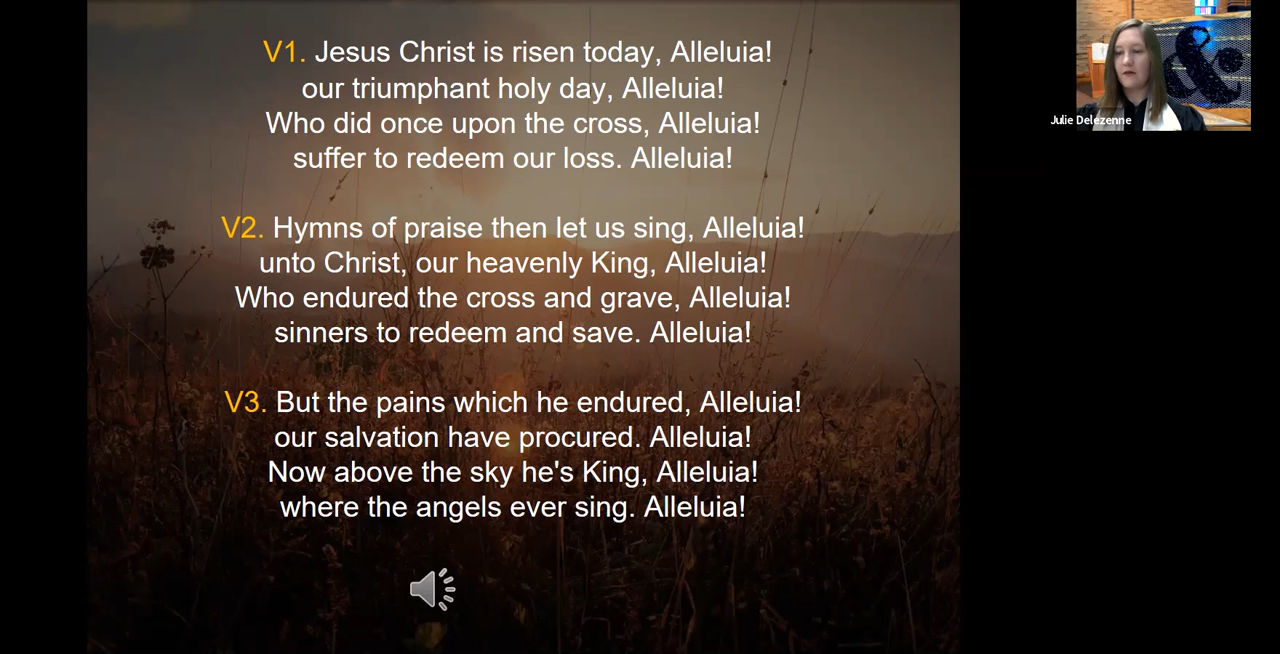 V1. Jesus Christ is risen today, Alleluia!
our triumphant holy day, Alleluia!
Who did once upon the cross, Alleluia!
suffer to redeem our loss. Alleluia!
V2. Hymns of praise then let us sing, Alleluia!
unto Christ, our heavenly King, Alleluia!
Who endured the cross and grave, Alleluia!
sinners to redeem and save. Alleluia!
V3. But the pains which he endured, Alleluia!
our salvation have procured. Alleluia!
Now above the sky he's King, Alleluia!
where the angels ever sing. Alleluia!
Julie Delezenne
&